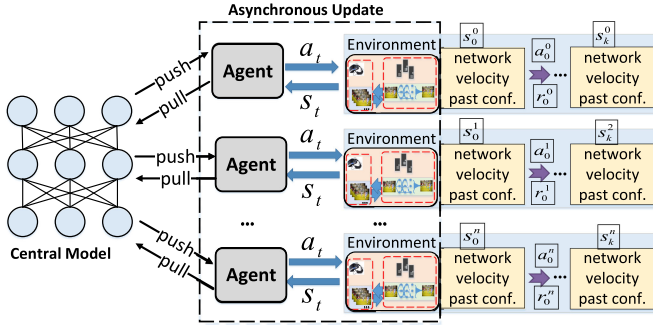 Asynchronous Update
push
pull
Agent
a_t
s_t
Environment
s_0^0
network
velocity
past conf.
a_0^0
...
r_0^0
s_k^0
network
velocity
past conf.
push
pull
Agent
a_t
s_t
Environment
s_0^1
network
velocity
past conf.
a_0^1
...
r_0^1
s_k^2
network
velocity
past conf.
...
...
push
pull
Agent
a_t
s_t
Environment
s_0^n
network
velocity
past conf.
a_0^n
...
r_0^n
s_k^n
network
velocity
past conf.
Central Model